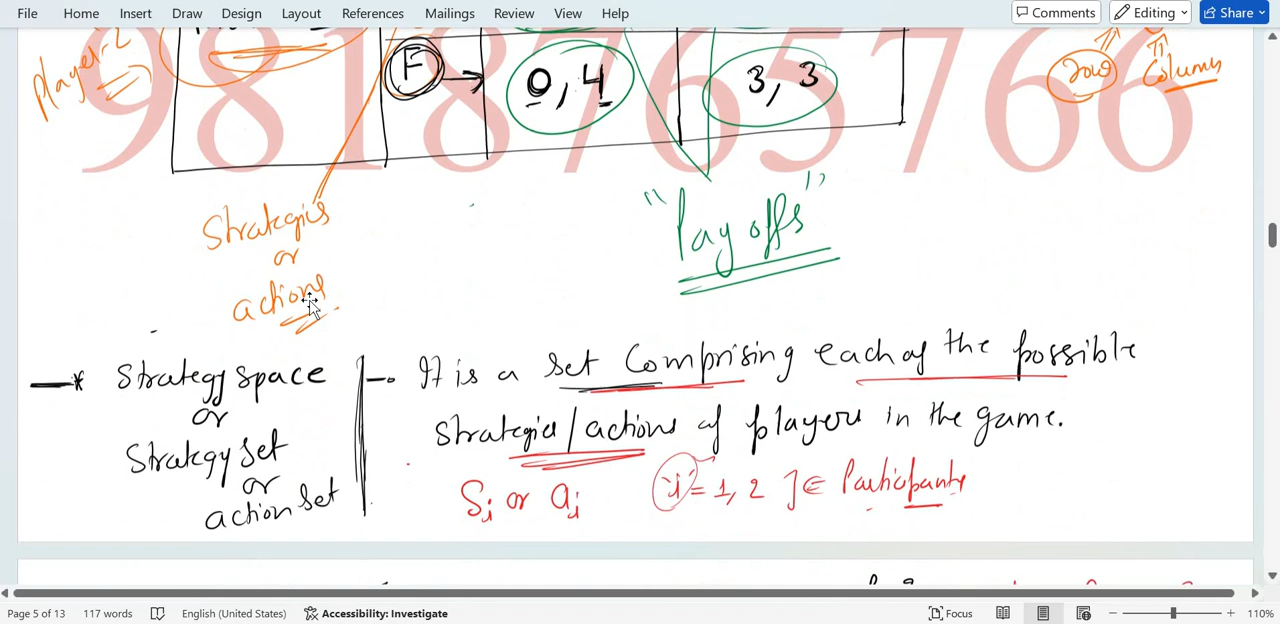 File Home Insert Draw Design Layout References Mailings Review View Help Comments Editing Share
9818765766
Player-2
F
0, 4
3, 3
row
Column
Strategies
or
actions
"Pay offs"
* Strategy space
or
Strategy Set
or
action Set
It is a set Comprising each of the possible
strategies/actions of players in the game.
Si or ai (i = 1, 2 ] ∈ Participants
Page 5 of 13 117 words English (United States) Accessibility: Investigate Focus 110%